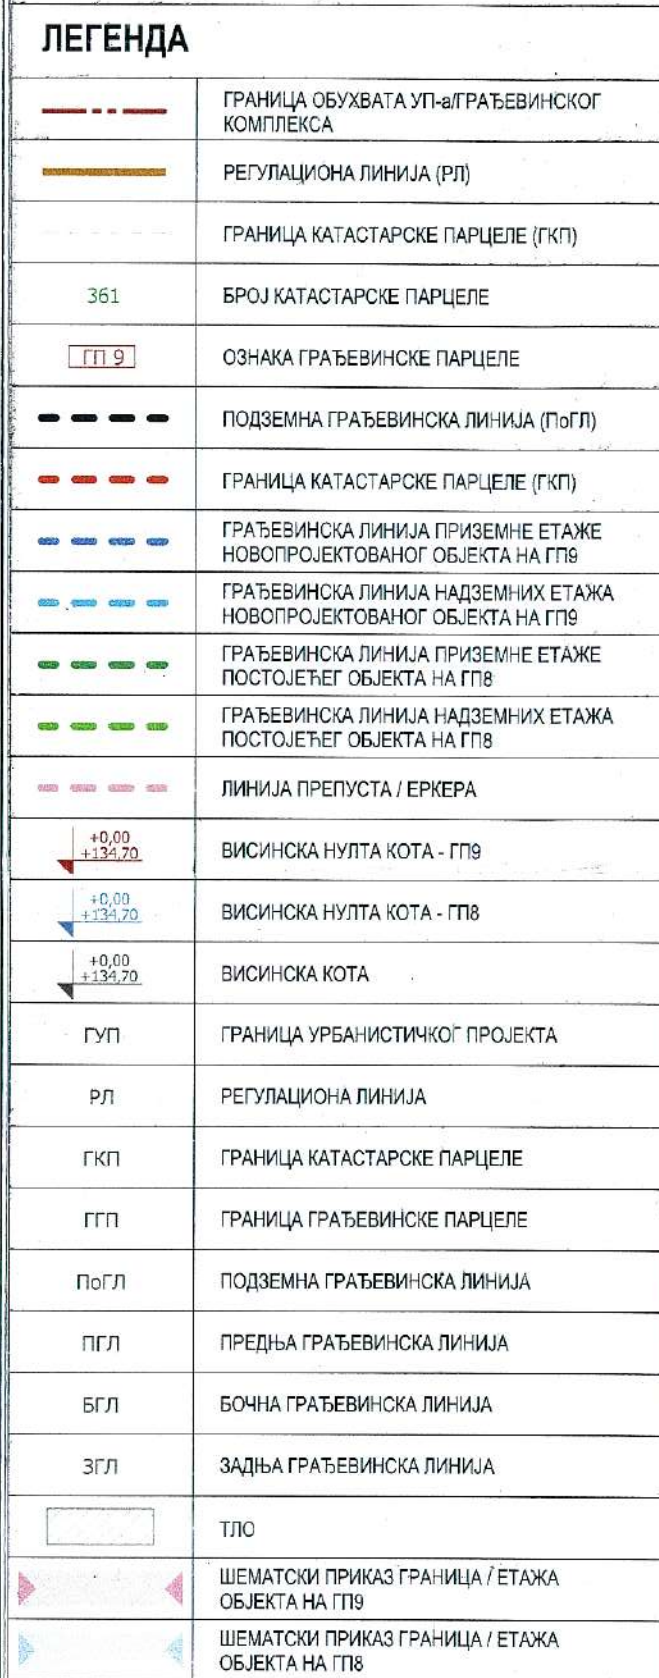 ЛЕГЕНДА
ГРАНИЦА ОБУХВАТА УП-а/ГРАЂЕВИНСКОГ
КОМПЛЕКСА
РЕГУЛАЦИОНА ЛИНИЈА (РЛ)
ГРАНИЦА КАТАСТАРСКЕ ПАРЦЕЛЕ (ГКП)
361 БРОЈ КАТАСТАРСКЕ ПАРЦЕЛЕ
ГП 9 ОЗНАКА ГРАЂЕВИНСКЕ ПАРЦЕЛЕ
ПОДЗЕМНА ГРАЂЕВИНСКА ЛИНИЈА (ПоГЛ)
ГРАНИЦА КАТАСТАРСКЕ ПАРЦЕЛЕ (ГКП)
ГРАЂЕВИНСКА ЛИНИЈА ПРИЗЕМНЕ ЕТАЖЕ
НОВОПРОЈЕКТОВАНОГ ОБЈЕКТА НА ГП9
ГРАЂЕВИНСКА ЛИНИЈА НАДЗЕМНИХ ЕТАЖА
НОВОПРОЈЕКТОВАНОГ ОБЈЕКТА НА ГП9
ГРАЂЕВИНСКА ЛИНИЈА ПРИЗЕМНЕ ЕТАЖЕ
ПОСТОЈЕЋЕГ ОБЈЕКТА НА ГП8
ГРАЂЕВИНСКА ЛИНИЈА НАДЗЕМНИХ ЕТАЖА
ПОСТОЈЕЋЕГ ОБЈЕКТА НА ГП8
ЛИНИЈА ПРЕПУСТА / ЕРКЕРА
+0,00
+134,70 ВИСИНСКА НУЛТА КОТА - ГП9
+0,00
+134,70 ВИСИНСКА НУЛТА КОТА - ГП8
+0,00
+134,70 ВИСИНСКА КОТА
ГУП ГРАНИЦА УРБАНИСТИЧКОГ ПРОЈЕКТА
РЛ РЕГУЛАЦИОНА ЛИНИЈА
ГКП ГРАНИЦА КАТАСТАРСКЕ ПАРЦЕЛЕ
ГГП ГРАНИЦА ГРАЂЕВИНСКЕ ПАРЦЕЛЕ
ПоГЛ ПОДЗЕМНА ГРАЂЕВИНСКА ЛИНИЈА
ПГЛ ПРЕДЊА ГРАЂЕВИНСКА ЛИНИЈА
БГЛ БОЧНА ГРАЂЕВИНСКА ЛИНИЈА
ЗГЛ ЗАДЊА ГРАЂЕВИНСКА ЛИНИЈА
ТЛО
ШЕМАТСКИ ПРИКАЗ ГРАНИЦА / ЕТАЖА
ОБЈЕКТА НА ГП9
ШЕМАТСКИ ПРИКАЗ ГРАНИЦА / ЕТАЖА
ОБЈЕКТА НА ГП8